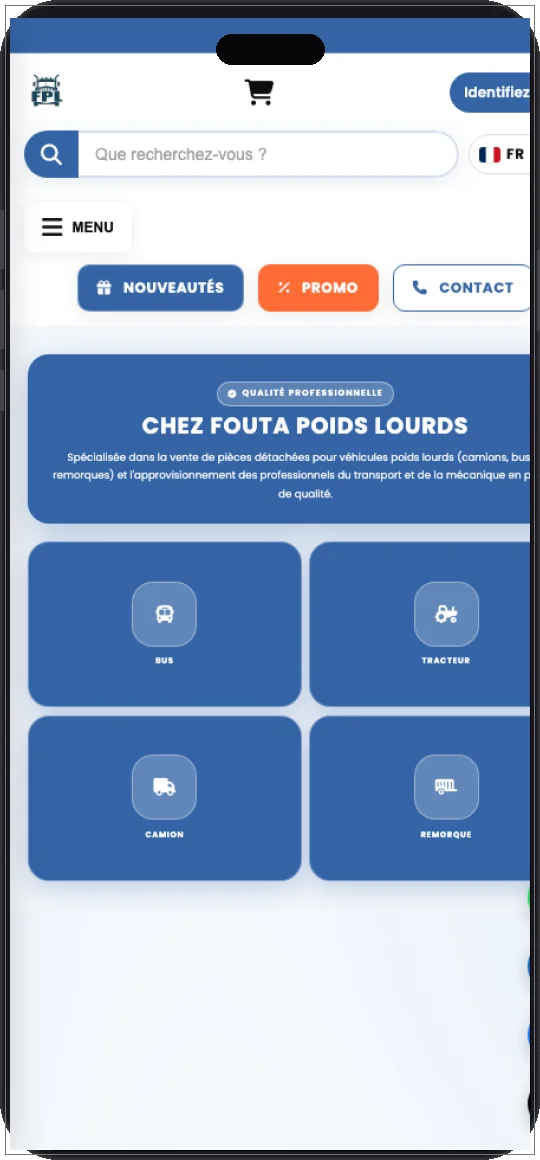 FPL
Identifiez
Que recherchez-vous ?
FR
MENU
NOUVEAUTÉS
PROMO
CONTACT
QUALITÉ PROFESSIONNELLE
CHEZ FOUTA POIDS LOURDS
Spécialisée dans la vente de pièces détachées pour véhicules poids lourds (camions, bus
remorques) et l'approvisionnement des professionnels du transport et de la mécanique en p
de qualité.
BUS
TRACTEUR
CAMION
REMORQUE